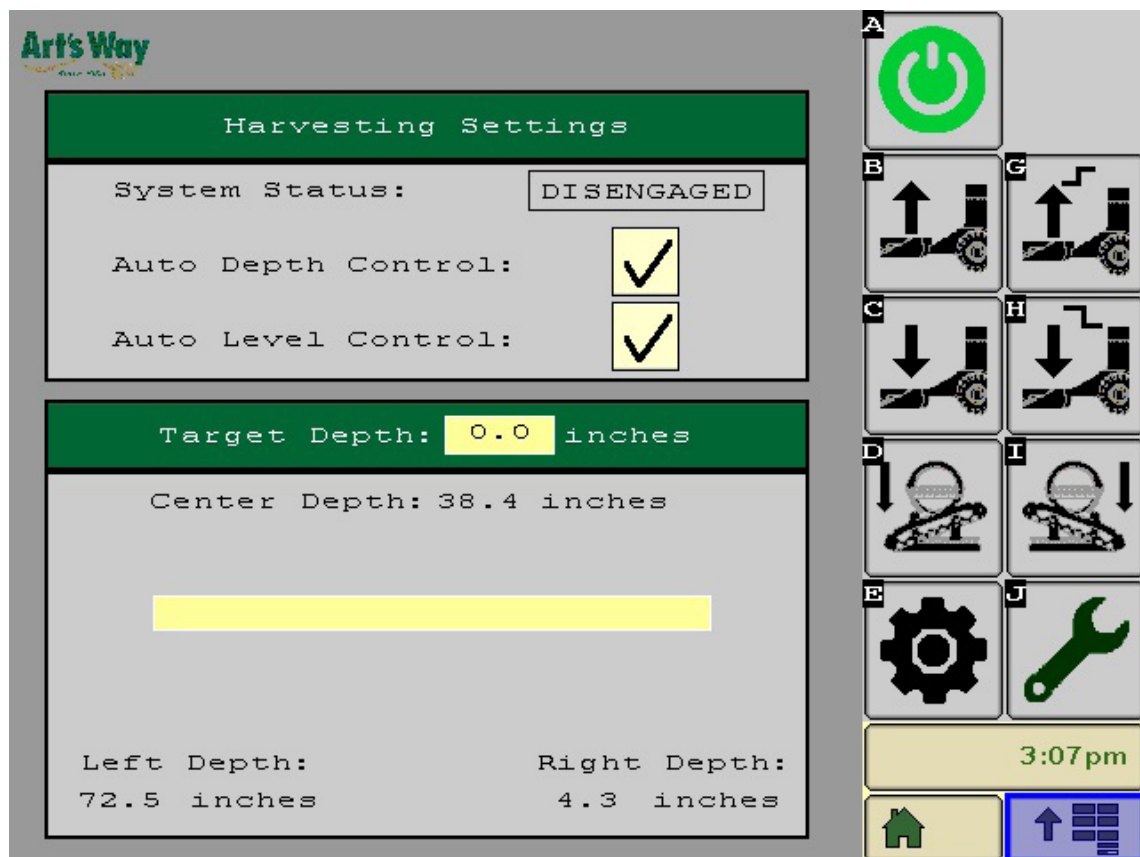 Art's Way
Harvesting Settings
System Status: DISENGAGED
Auto Depth Control:
Auto Level Control:
Target Depth: 0.0 inches
Center Depth: 38.4 inches
Left Depth:
72.5 inches
Right Depth:
4.3 inches
A
B
G
C
H
D
I
E
J
3:07pm